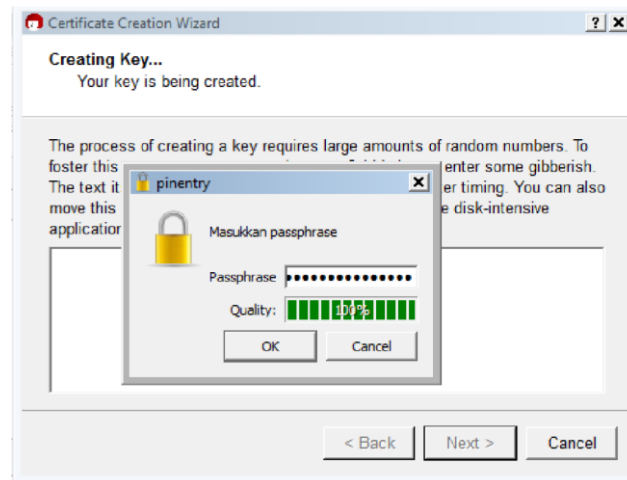 Certificate Creation Wizard
Creating Key...
Your key is being created.
The process of creating a key requires large amounts of random numbers. To
foster this
enter some gibberish.
The text it
er timing. You can also
move this
e disk-intensive
application
pinentry
Masukkan passphrase
Passphrase
Quality:
100%
OK
Cancel
< Back
Next >
Cancel